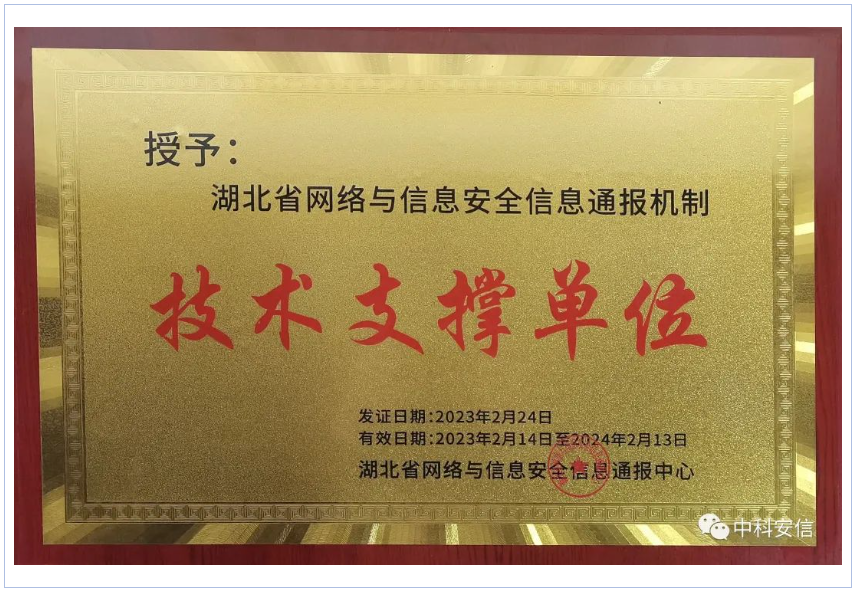 授予：
湖北省网络与信息安全信息通报机制
技术支撑单位
发证日期:2023年2月24日
有效日期:2023年2月14日至2024年2月13日
湖北省网络与信息安全信息通报中心
中科安信